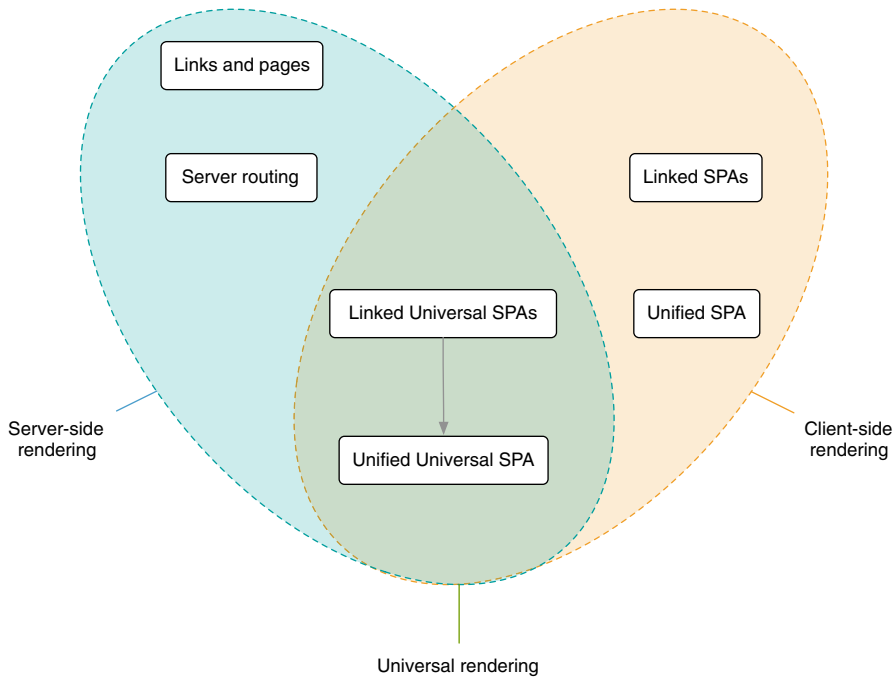 Links and pages
Server routing
Linked SPAs
Linked Universal SPAs
Unified SPA
Server-side
rendering
Client-side
rendering
Unified Universal SPA
Universal rendering